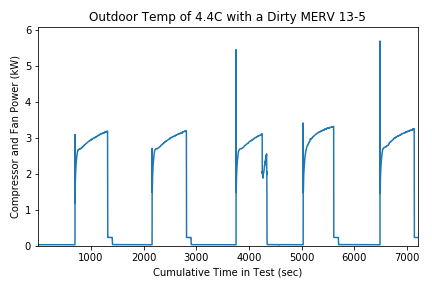 Outdoor Temp of 4.4C with a Dirty MERV 13-5
Compressor and Fan Power (kW)
6
5
4
3
2
1
0
1000 2000 3000 4000 5000 6000 7000
Cumulative Time in Test (sec)